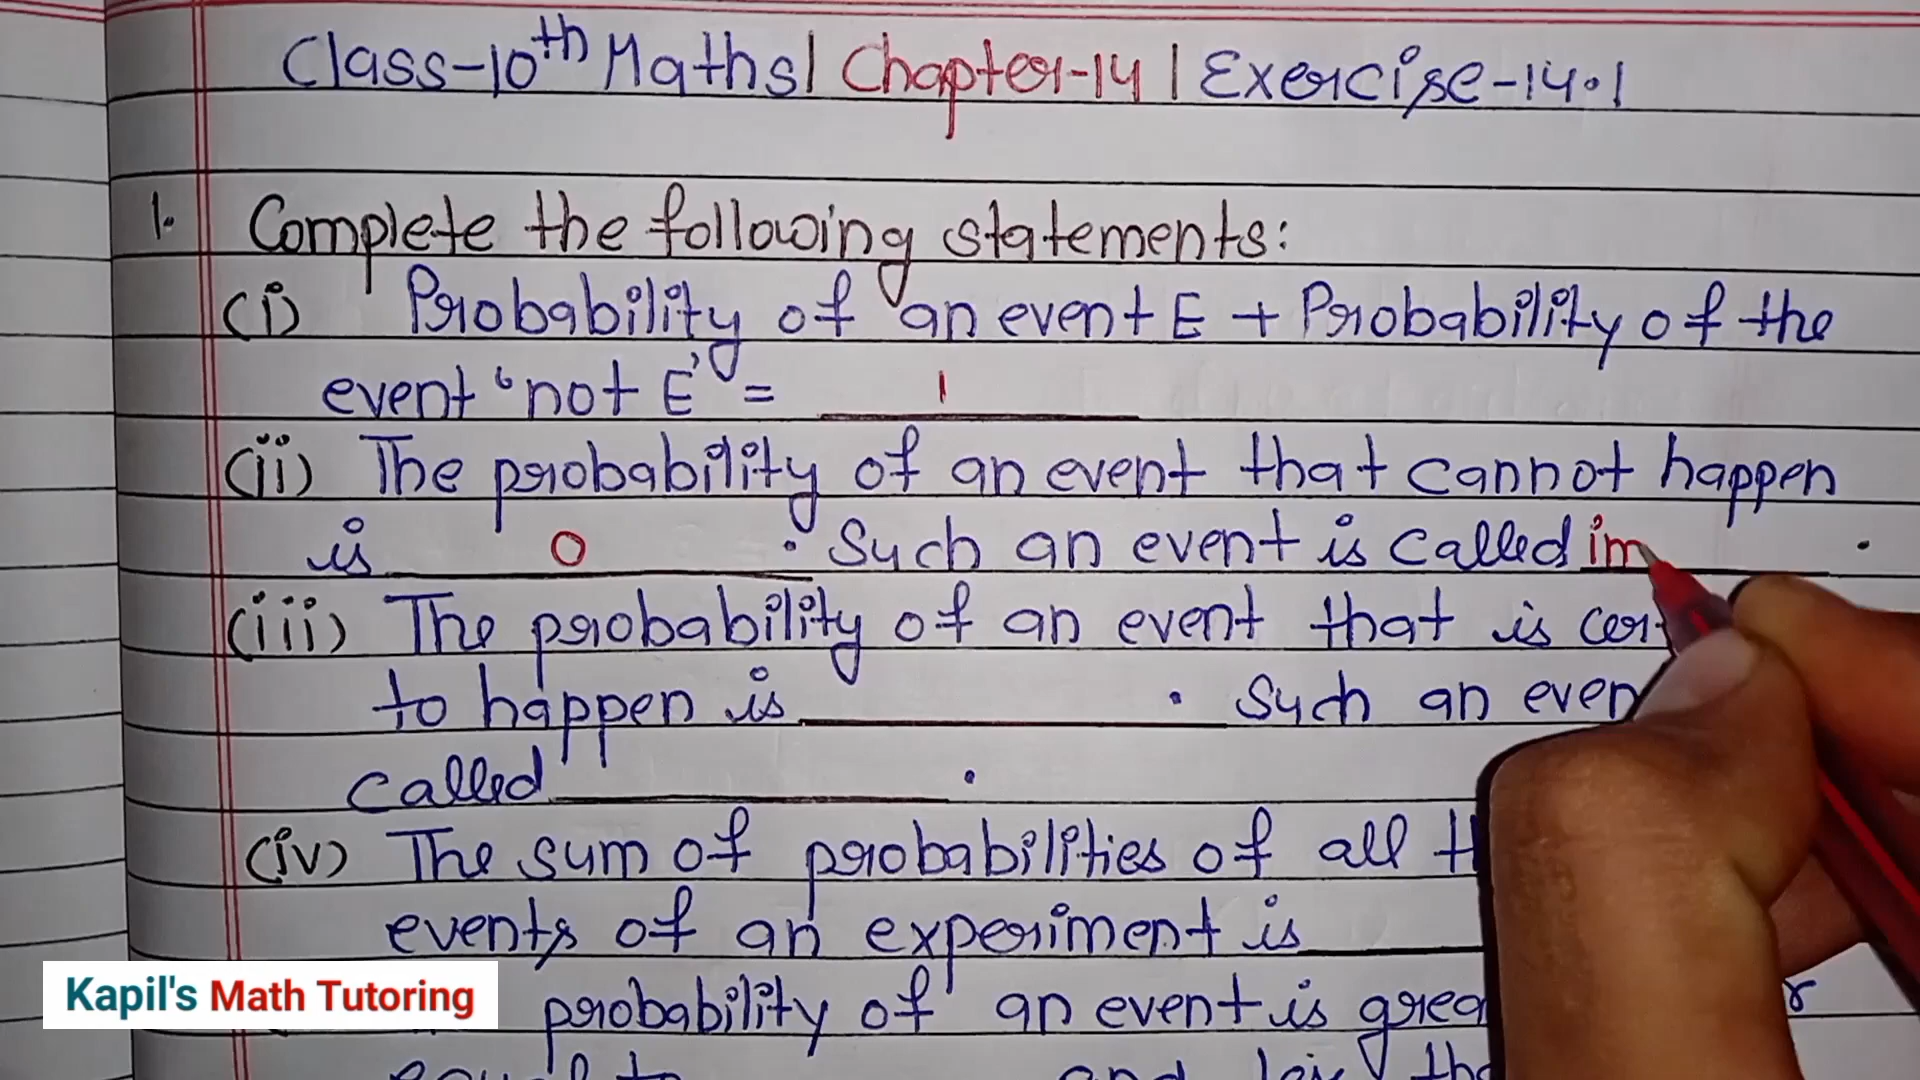 Class-10th Maths| Chapter-14 | Exercise-14.1
1. Complete the following statements:
(i) Probability of an event E + Probability of the
event 'not E' = 1
(ii) The probability of an event that cannot happen
is 0 . Such an event is called im .
(iii) The probability of an event that is cer
to happen is . Such an even
called .
(iv) The sum of probabilities of all t
events of an experiment is
probability of an event is grea r
Kapil's Math Tutoring